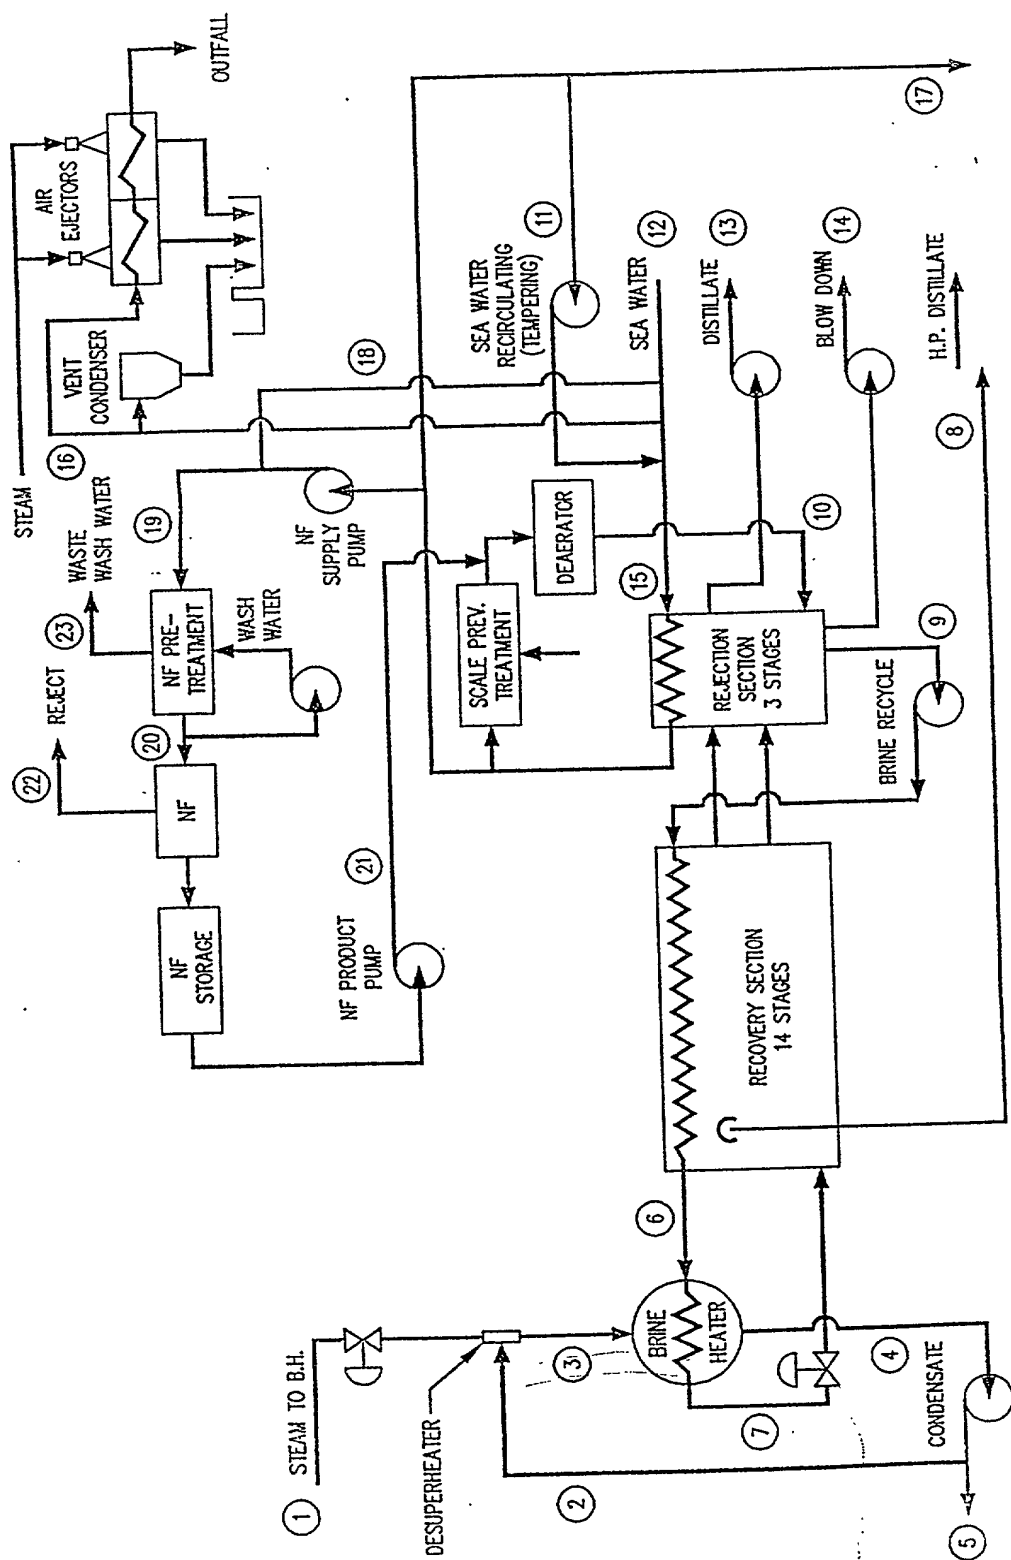 STEAM
16
AIR
EJECTORS
OUTFALL
VENT
CONDENSER
18
WASTE
WASH WATER
19
23
REJECT
22
20
NF PRE-
TREATMENT
WASH
WATER
NF
NF
STORAGE
NF
SUPPLY
PUMP
21
NF PRODUCT
PUMP
SCALE PREV.
TREATMENT
DEAERATOR
SEA WATER
RECIRCULATING
(TEMPERING)
11
17
SEA WATER
12
15
10
DISTILLATE
13
BLOW DOWN
14
H.P. DISTILLATE
8
REJECTION
SECTION
3 STAGES
9
BRINE RECYCLE
RECOVERY SECTION
14 STAGES
6
1
STEAM TO B.H.
DESUPERHEATER
3
BRINE
HEATER
7
4
2
CONDENSATE
5